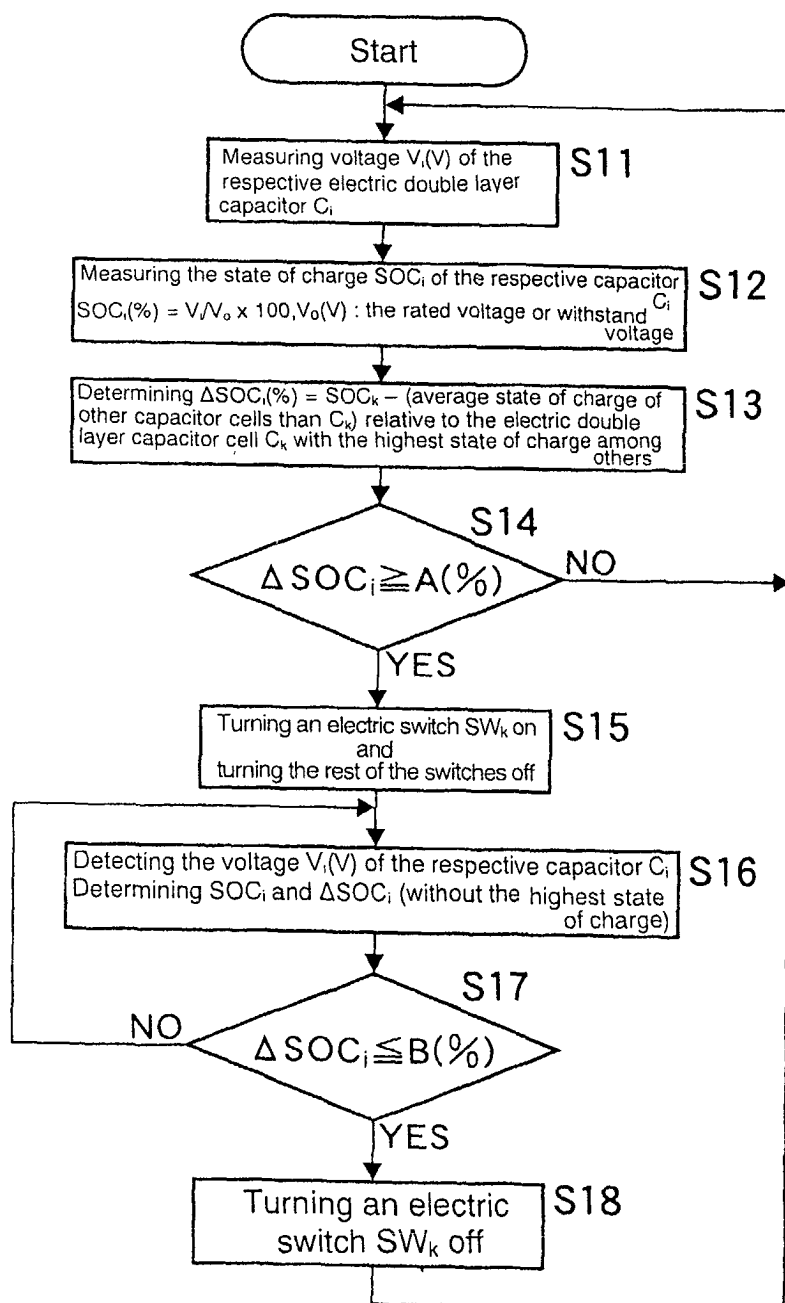 Start
Measuring voltage Vᵢ(V) of the
respective electric double layer
capacitor Cᵢ
S11
Measuring the state of charge SOCᵢ of the respective capacitor
Cᵢ
SOCᵢ(%) = Vᵢ/V₀ x 100, V₀(V) : the rated voltage or withstand
voltage
S12
Determining ΔSOCᵢ(%) = SOCₖ – (average state of charge of
other capacitor cells than Cₖ) relative to the electric double
layer capacitor cell Cₖ with the highest state of charge among
others
S13
S14
ΔSOCᵢ≧A(%)
NO
YES
Turning an electric switch SWₖ on
and
turning the rest of the switches off
S15
Detecting the voltage Vᵢ(V) of the respective capacitor Cᵢ
Determining SOCᵢ and ΔSOCᵢ (without the highest state
of charge)
S16
S17
NO
ΔSOCᵢ≦B(%)
YES
Turning an electric
switch SWₖ off
S18